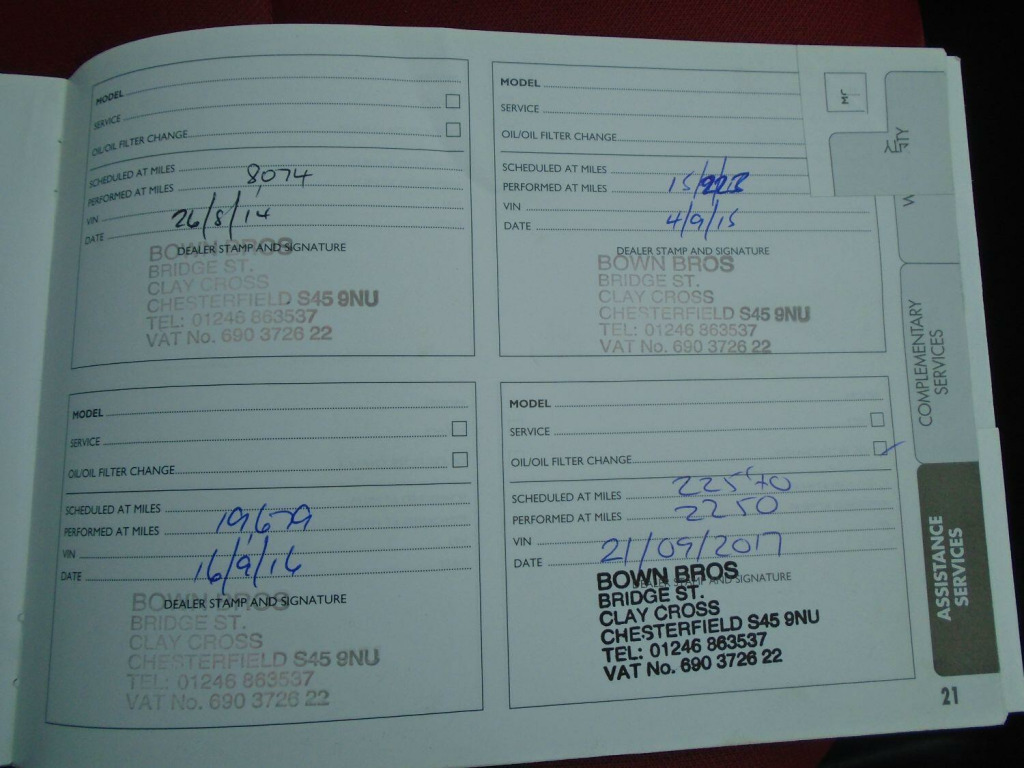 MODEL
SERVICE
OIL/OIL FILTER CHANGE
SCHEDULED AT MILES
PERFORMED AT MILES 8,074
VIN
DATE 26/8/14
DEALER STAMP AND SIGNATURE
BOWN BROS
BRIDGE ST.
CLAY CROSS
CHESTERFIELD S45 9NU
TEL: 01246 863537
VAT No. 690 3726 22
MODEL
SERVICE
OIL/OIL FILTER CHANGE
SCHEDULED AT MILES
PERFORMED AT MILES
VIN
DATE 4/9/15
DEALER STAMP AND SIGNATURE
BOWN BROS
BRIDGE ST.
CLAY CROSS
CHESTERFIELD S45 9NU
TEL: 01246 863537
VAT No. 690 3726 22
MODEL
SERVICE
OIL/OIL FILTER CHANGE
SCHEDULED AT MILES
PERFORMED AT MILES 19,679
VIN
DATE 16/9/16
DEALER STAMP AND SIGNATURE
BOWN BROS
BRIDGE ST.
CLAY CROSS
CHESTERFIELD S45 9NU
TEL: 01246 863537
VAT No. 690 3726 22
MODEL
SERVICE
OIL/OIL FILTER CHANGE
SCHEDULED AT MILES 22570
PERFORMED AT MILES 2250
VIN
DATE 21/09/2017
DEALER STAMP AND SIGNATURE
BOWN BROS
BRIDGE ST.
CLAY CROSS
CHESTERFIELD S45 9NU
TEL: 01246 863537
VAT No. 690 3726 22
COMPLEMENTARY
SERVICES
ASSISTANCE
SERVICES
21